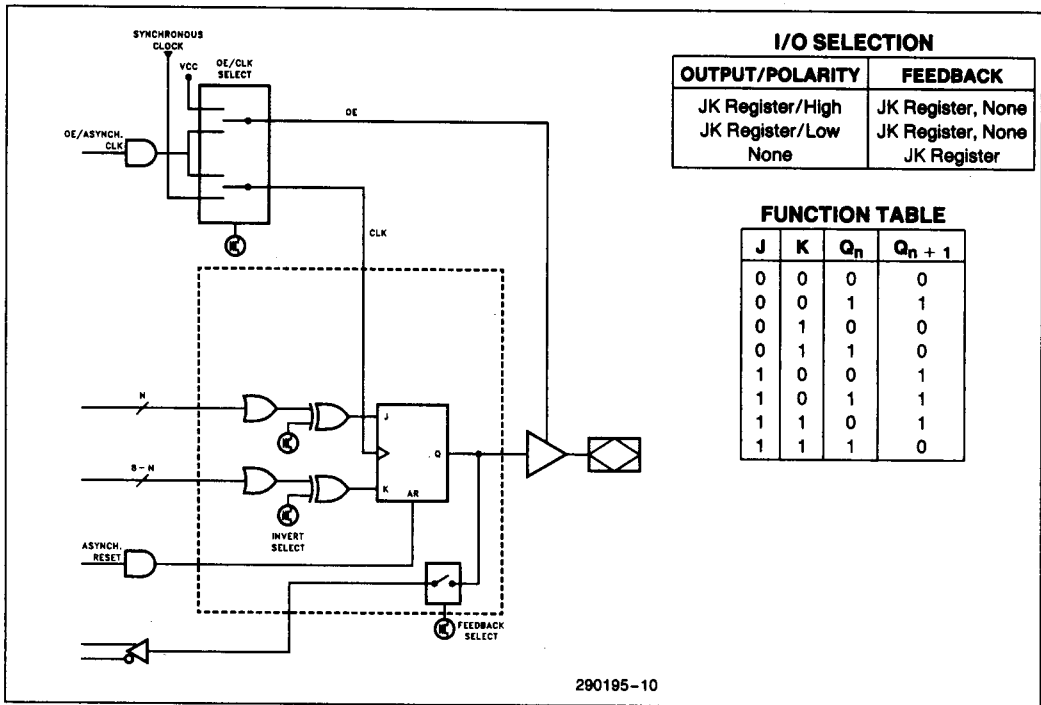 SYNCHRONOUS
CLOCK
VCC
OE/CLK
SELECT
OE/ASYNCH.
CLK
OE
CLK
N
8-N
J
K
Q
AR
INVERT
SELECT
ASYNCH.
RESET
FEEDBACK
SELECT
290195-10
I/O SELECTION
OUTPUT/POLARITY FEEDBACK
JK Register/High JK Register, None
JK Register/Low JK Register, None
None JK Register
FUNCTION TABLE
J K Qn Qn + 1
0 0 0 0
0 0 1 1
0 1 0 0
0 1 1 0
1 0 0 1
1 0 1 1
1 1 0 1
1 1 1 0